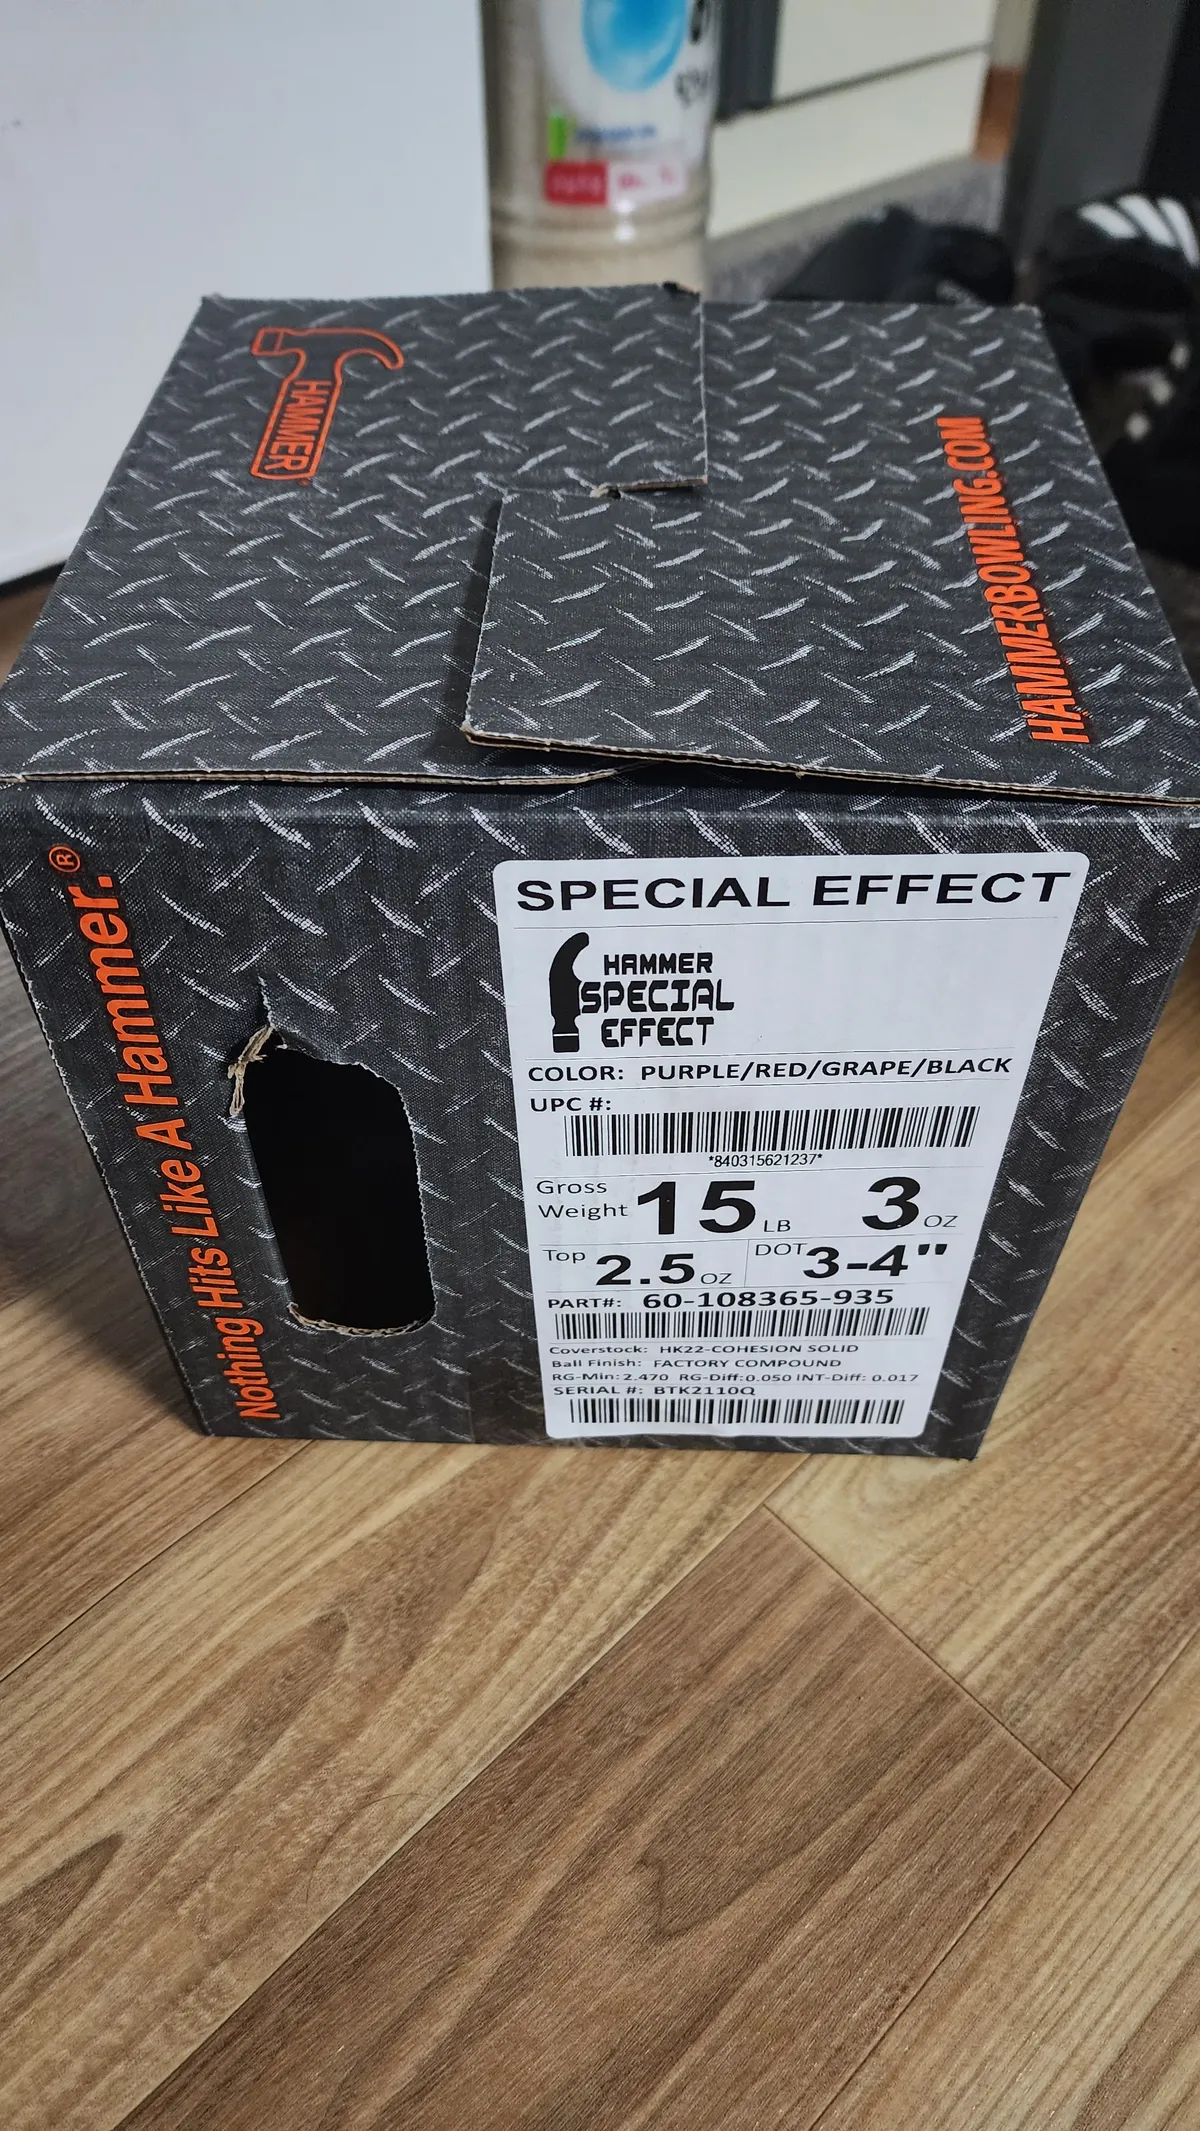 HAMMER
HAMMERBOWLING.COM
Nothing Hits Like A Hammer.®
SPECIAL EFFECT
HAMMER
SPECIAL
EFFECT
COLOR: PURPLE/RED/GRAPE/BLACK
UPC #:
*840315621237*
Gross Weight 15 LB 3 OZ
Top 2.5 OZ DOT 3-4"
PART#: 60-108365-935
Coverstock: HK22-COHESION SOLID
Ball Finish: FACTORY COMPOUND
RG-Min: 2.470 RG-Diff: 0.050 INT-Diff: 0.017
SERIAL #: BTK2110Q